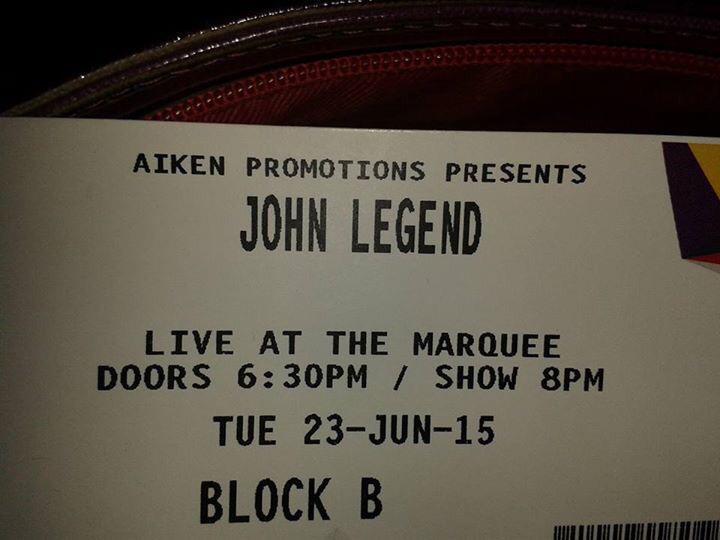 AIKEN PROMOTIONS PRESENTS
JOHN LEGEND
LIVE AT THE MARQUEE
DOORS 6:30PM / SHOW 8PM
TUE 23-JUN-15
BLOCK B